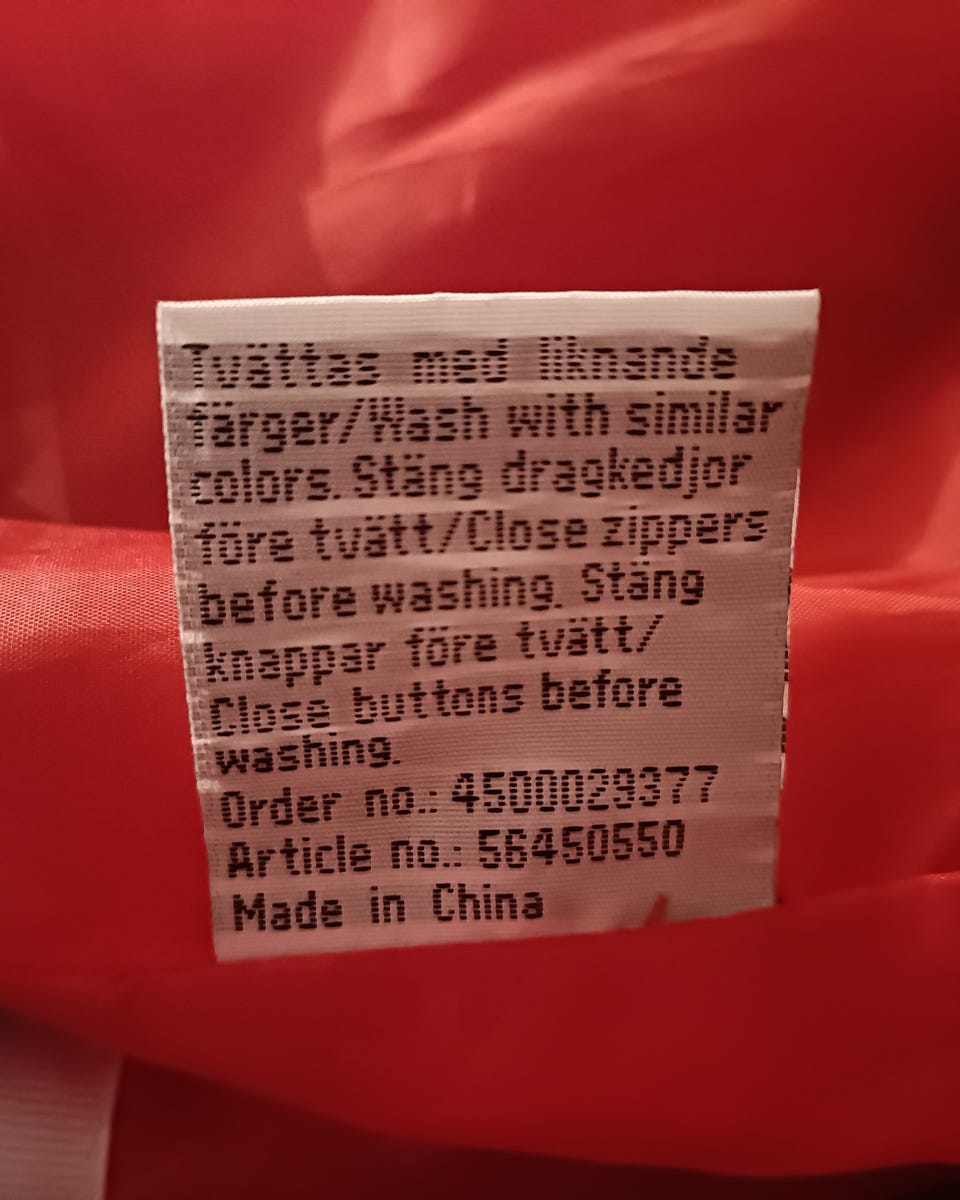 Tvättas med liknande
färger/Wash with similar
colors. Stäng dragkedjor
före tvätt/Close zippers
before washing. Stäng
knappar före tvätt/
Close buttons before
washing.
Order no.: 4500029377
Article no.: 56450550
Made in China